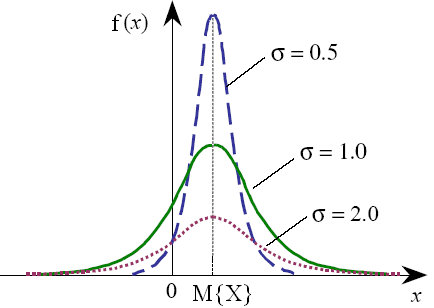 f(x)
σ = 0.5
σ = 1.0
σ = 2.0
0 M{X} x